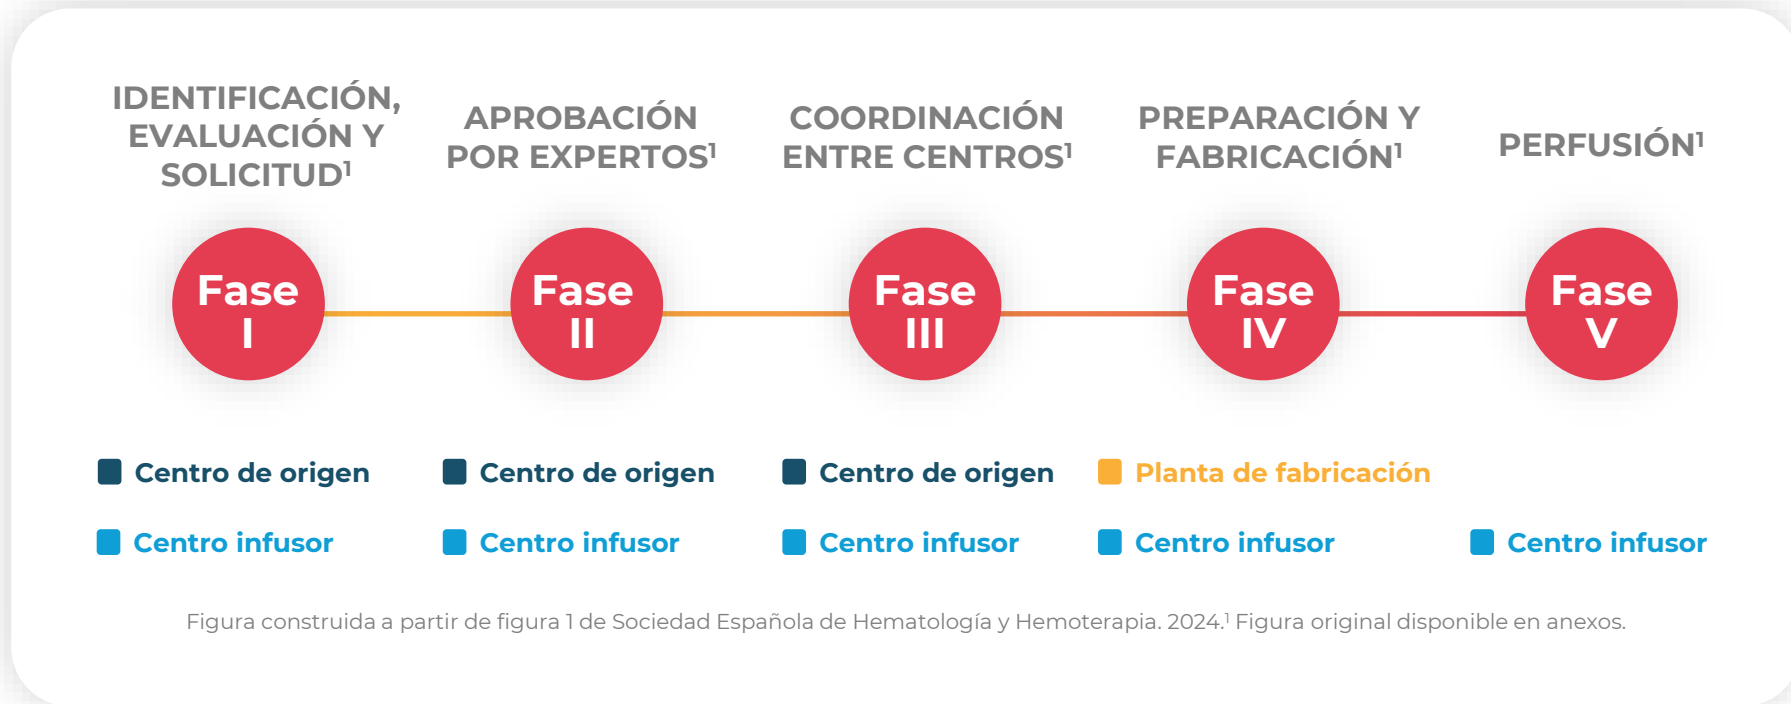 IDENTIFICACIÓN,
EVALUACIÓN Y
SOLICITUD¹
APROBACIÓN
POR EXPERTOS¹
COORDINACIÓN
ENTRE CENTROS¹
PREPARACIÓN Y
FABRICACIÓN¹
PERFUSIÓN¹
Fase
I
Fase
II
Fase
III
Fase
IV
Fase
V
Centro de origen
Centro de origen
Centro de origen
Planta de fabricación
Centro infusor
Centro infusor
Centro infusor
Centro infusor
Centro infusor
Figura construida a partir de figura 1 de Sociedad Española de Hematología y Hemoterapia. 2024.¹ Figura original disponible en anexos.